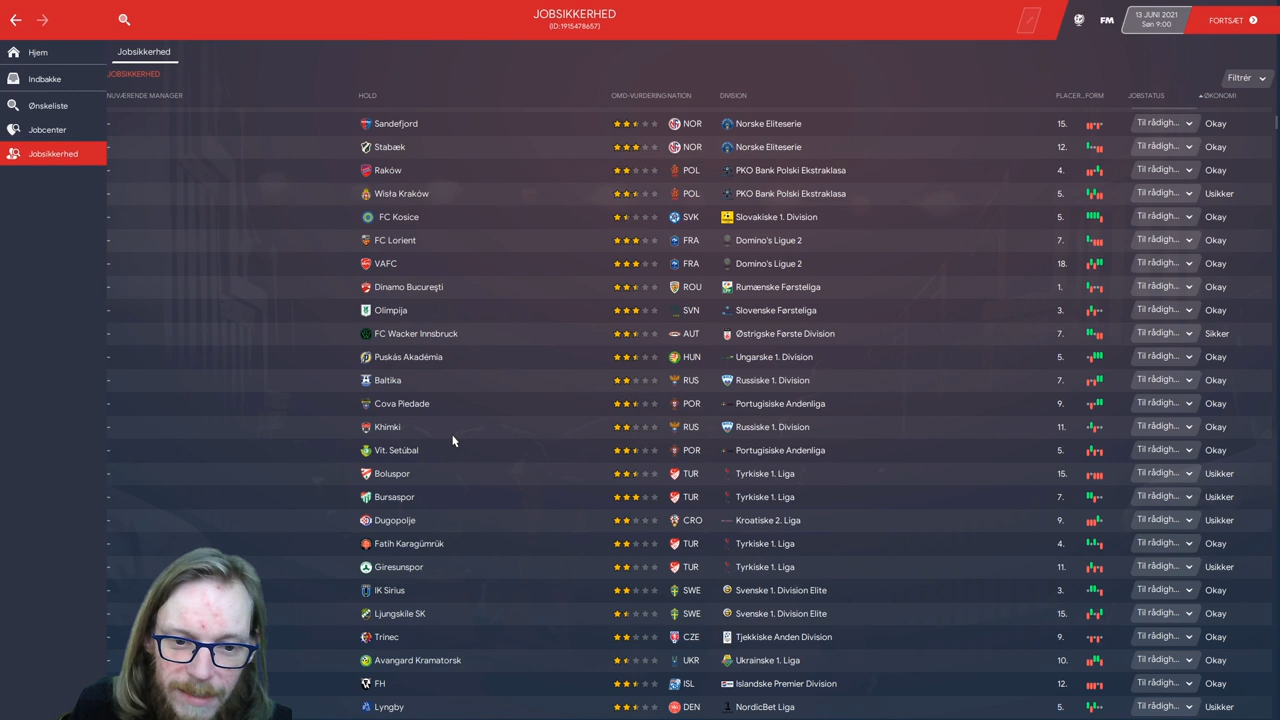 JOBSIKKERHED
(ID:1915478657)
FM
13 JUNI 2021
Søn 9:00
FORTSÆT
Hjem
Indbakke
Ønskeliste
Jobcenter
Jobsikkerhed
Jobsikkerhed
JOBSIKKERHED
Filtrér
NUVÆRENDE MANAGER HOLD OMD-VURDERING NATION DIVISION PLACER... FORM JOBSTATUS ØKONOMI
- Sandefjord NOR Norske Eliteserie 15. Til rådigh... Okay
- Stabæk NOR Norske Eliteserie 12. Til rådigh... Okay
- Raków POL PKO Bank Polski Ekstraklasa 4. Til rådigh... Okay
- Wisła Kraków POL PKO Bank Polski Ekstraklasa 5. Til rådigh... Usikker
- FC Kosice SVK Slovakiske 1. Division 5. Til rådigh... Okay
- FC Lorient FRA Domino's Ligue 2 7. Til rådigh... Okay
- VAFC FRA Domino's Ligue 2 18. Til rådigh... Okay
- Dinamo Bucureşti ROU Rumænske Førsteliga 1. Til rådigh... Okay
- Olimpija SVN Slovenske Førsteliga 3. Til rådigh... Okay
- FC Wacker Innsbruck AUT Østrigske Første Division 7. Til rådigh... Sikker
- Puskás Akadémia HUN Ungarske 1. Division 5. Til rådigh... Okay
- Baltika RUS Russiske 1. Division 7. Til rådigh... Okay
- Cova Piedade POR Portugisiske Andenliga 9. Til rådigh... Okay
- Khimki RUS Russiske 1. Division 11. Til rådigh... Okay
- Vit. Setúbal POR Portugisiske Andenliga 5. Til rådigh... Okay
- Boluspor TUR Tyrkiske 1. Liga 15. Til rådigh... Usikker
- Bursaspor TUR Tyrkiske 1. Liga 7. Til rådigh... Usikker
- Dugopolje CRO Kroatiske 2. Liga 9. Til rådigh... Usikker
- Fatih Karagümrük TUR Tyrkiske 1. Liga 4. Til rådigh... Okay
- Giresunspor TUR Tyrkiske 1. Liga 11. Til rådigh... Usikker
- IK Sirius SWE Svenske 1. Division Elite 3. Til rådigh... Okay
- Ljungskile SK SWE Svenske 1. Division Elite 15. Til rådigh... Okay
- Trinec CZE Tjekkiske Anden Division 9. Til rådigh... Okay
Avangard Kramatorsk UKR Ukrainske 1. Liga 10. Til rådigh... Okay
FH ISL Islandske Premier Division 12. Til rådigh... Okay
Lyngby DEN NordicBet Liga 5. Til rådigh... Usikker